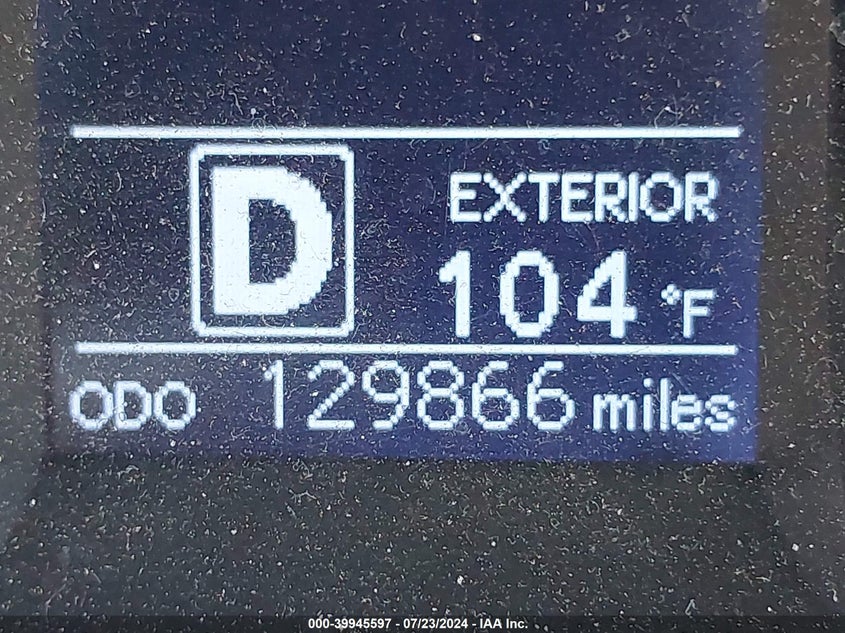 D
EXTERIOR
104 °F
ODO 129866 miles
000-39945597 - 07/23/2024 - IAA Inc.